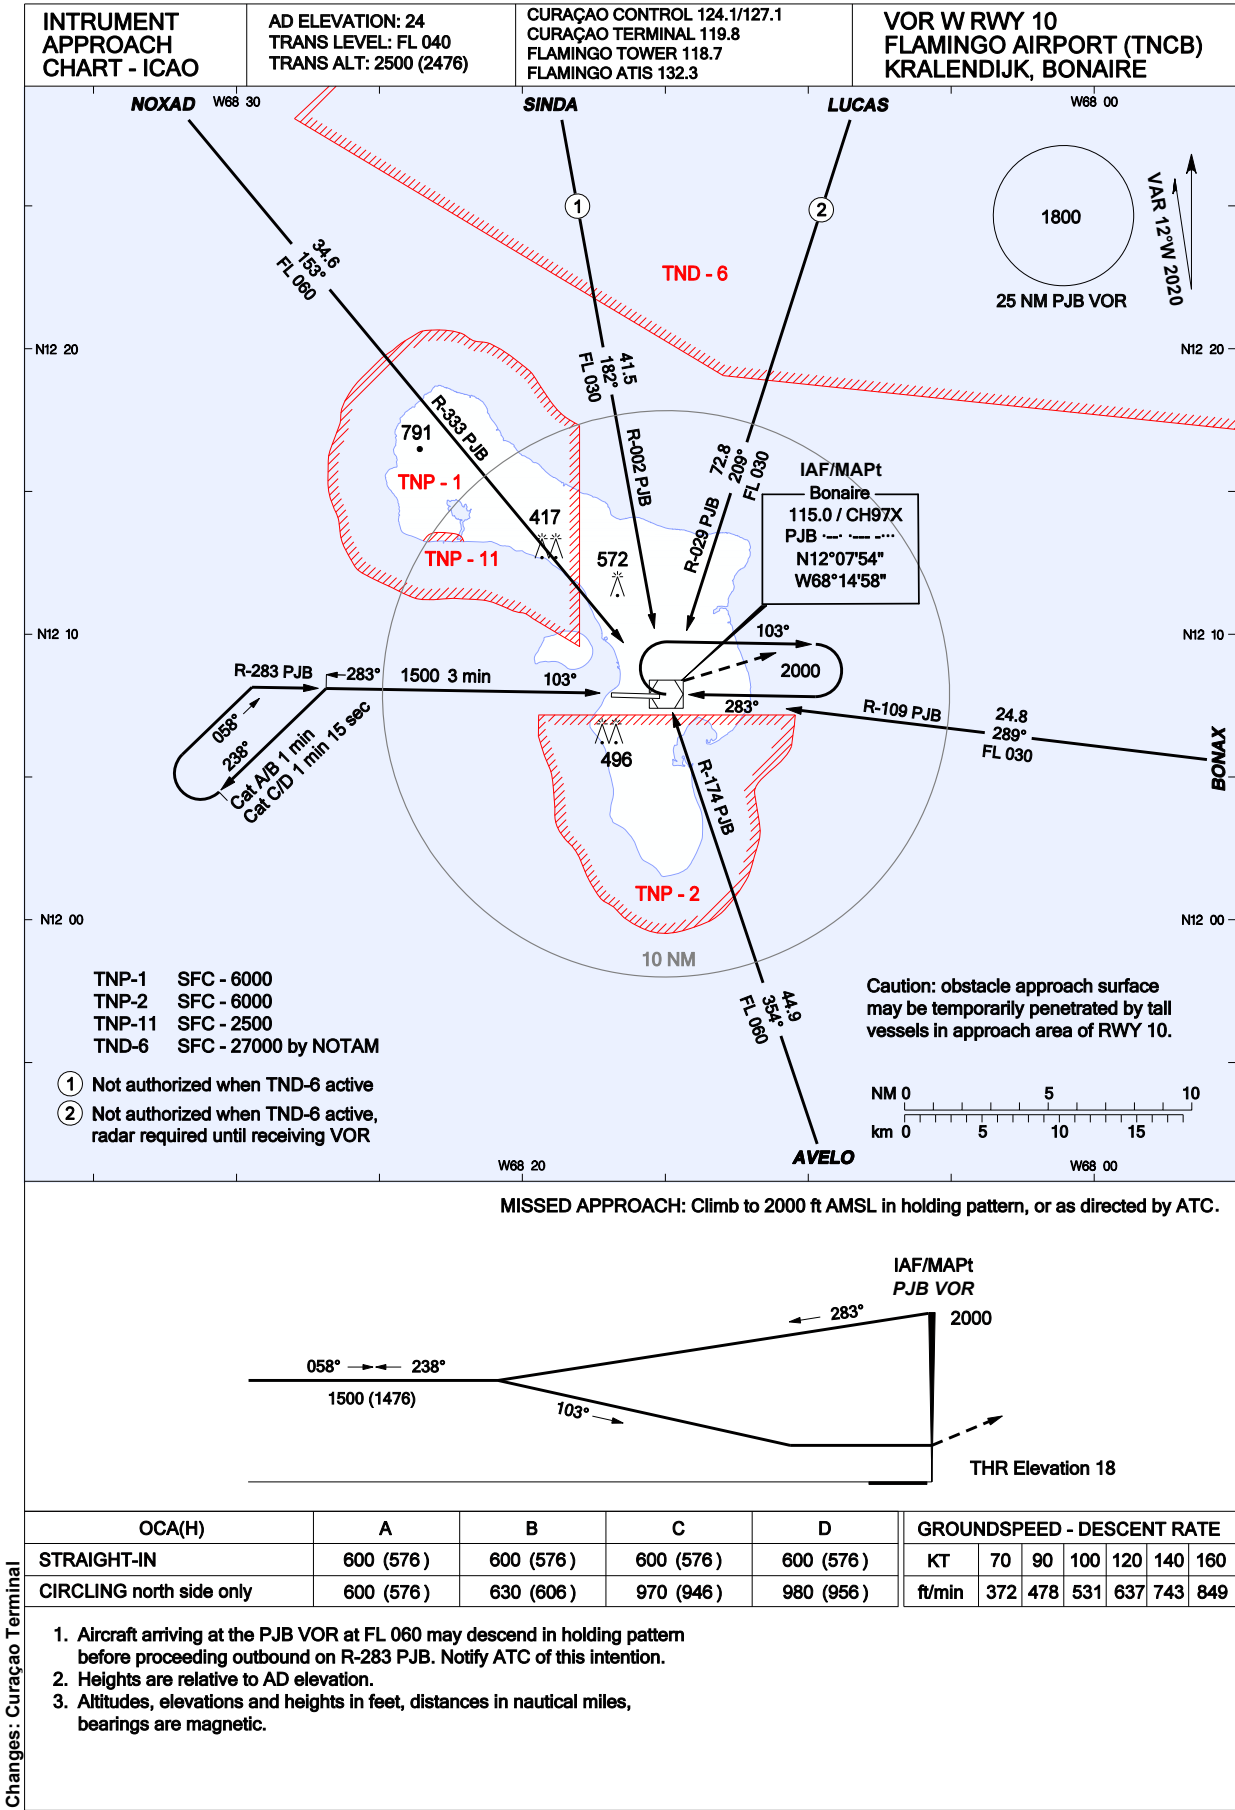 INTRUMENT
APPROACH
CHART - ICAO
AD ELEVATION: 24
TRANS LEVEL: FL 040
TRANS ALT: 2500 (2476)
CURAÇAO CONTROL 124.1/127.1
CURAÇAO TERMINAL 119.8
FLAMINGO TOWER 118.7
FLAMINGO ATIS 132.3
VOR W RWY 10
FLAMINGO AIRPORT (TNCB)
KRALENDIJK, BONAIRE
NOXAD
W68 30
SINDA
LUCAS
W68 00
1
2
1800
25 NM PJB VOR
VAR 12°W 2020
TND - 6
34.6
153°
FL 060
N12 20
N12 20
41.5
182°
FL 030
R-333 PJB
R-002 PJB
72.8
209°
FL 030
R-029 PJB
791
TNP - 1
417
TNP - 11
572
IAF/MAPt
Bonaire
115.0 / CH97X
PJB ·--· ·--- -···
N12°07'54"
W68°14'58"
N12 10
N12 10
103°
2000
283°
R-283 PJB
283°
1500 3 min
103°
058°
238°
Cat A/B 1 min
Cat C/D 1 min 15 sec
R-109 PJB
24.8
289°
FL 030
BONAX
496
R-174 PJB
TNP - 2
N12 00
N12 00
10 NM
44.9
354°
FL 060
AVELO
TNP-1 SFC - 6000
TNP-2 SFC - 6000
TNP-11 SFC - 2500
TND-6 SFC - 27000 by NOTAM
1 Not authorized when TND-6 active
2 Not authorized when TND-6 active,
radar required until receiving VOR
Caution: obstacle approach surface
may be temporarily penetrated by tall
vessels in approach area of RWY 10.
NM 0 5 10
km 0 5 10 15
W68 20
W68 00
MISSED APPROACH: Climb to 2000 ft AMSL in holding pattern, or as directed by ATC.
IAF/MAPt
PJB VOR
283°
2000
058° 238°
1500 (1476)
103°
THR Elevation 18
OCA(H) A B C D
STRAIGHT-IN 600 (576) 600 (576) 600 (576) 600 (576)
CIRCLING north side only 600 (576) 630 (606) 970 (946) 980 (956)
GROUNDSPEED - DESCENT RATE
KT 70 90 100 120 140 160
ft/min 372 478 531 637 743 849
1. Aircraft arriving at the PJB VOR at FL 060 may descend in holding pattern
before proceeding outbound on R-283 PJB. Notify ATC of this intention.
2. Heights are relative to AD elevation.
3. Altitudes, elevations and heights in feet, distances in nautical miles,
bearings are magnetic.
Changes: Curaçao Terminal